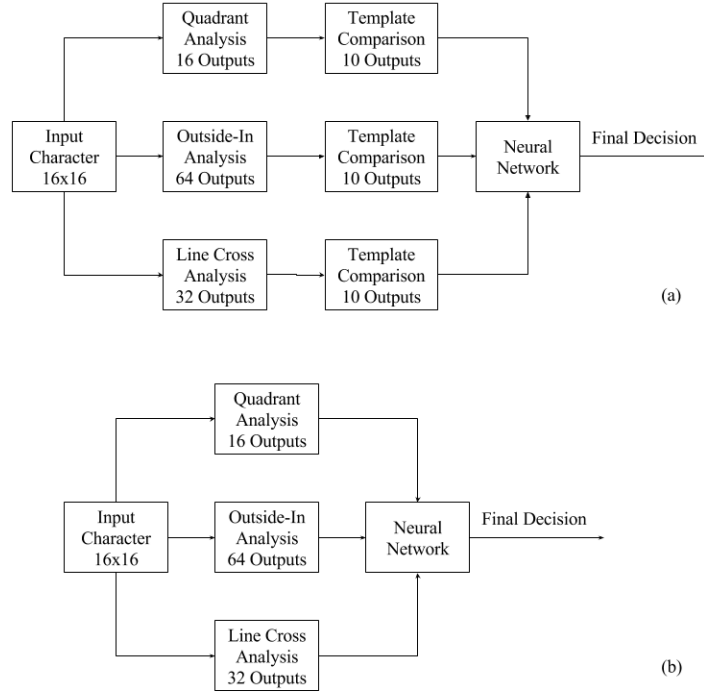 Quadrant
Analysis
16 Outputs
Template
Comparison
10 Outputs
Input
Character
16x16
Outside-In
Analysis
64 Outputs
Template
Comparison
10 Outputs
Neural
Network
Final Decision
Line Cross
Analysis
32 Outputs
Template
Comparison
10 Outputs
(a)
Quadrant
Analysis
16 Outputs
Input
Character
16x16
Outside-In
Analysis
64 Outputs
Neural
Network
Final Decision
Line Cross
Analysis
32 Outputs
(b)